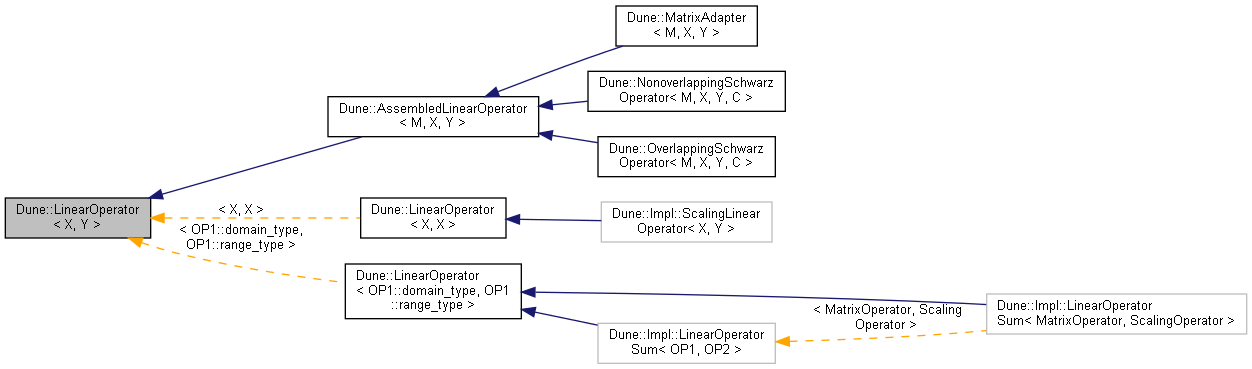 Dune::MatrixAdapter
< M, X, Y >
Dune::NonoverlappingSchwarz
Operator< M, X, Y, C >
Dune::AssembledLinearOperator
< M, X, Y >
Dune::OverlappingSchwarz
Operator< M, X, Y, C >
Dune::LinearOperator
< X, Y >
< X, X >
Dune::LinearOperator
< X, X >
Dune::Impl::ScalingLinear
Operator< X, Y >
< OP1::domain_type,
OP1::range_type >
Dune::LinearOperator
< OP1::domain_type, OP1
::range_type >
< MatrixOperator, Scaling
Operator >
Dune::Impl::LinearOperator
Sum< MatrixOperator, ScalingOperator >
Dune::Impl::LinearOperator
Sum< OP1, OP2 >